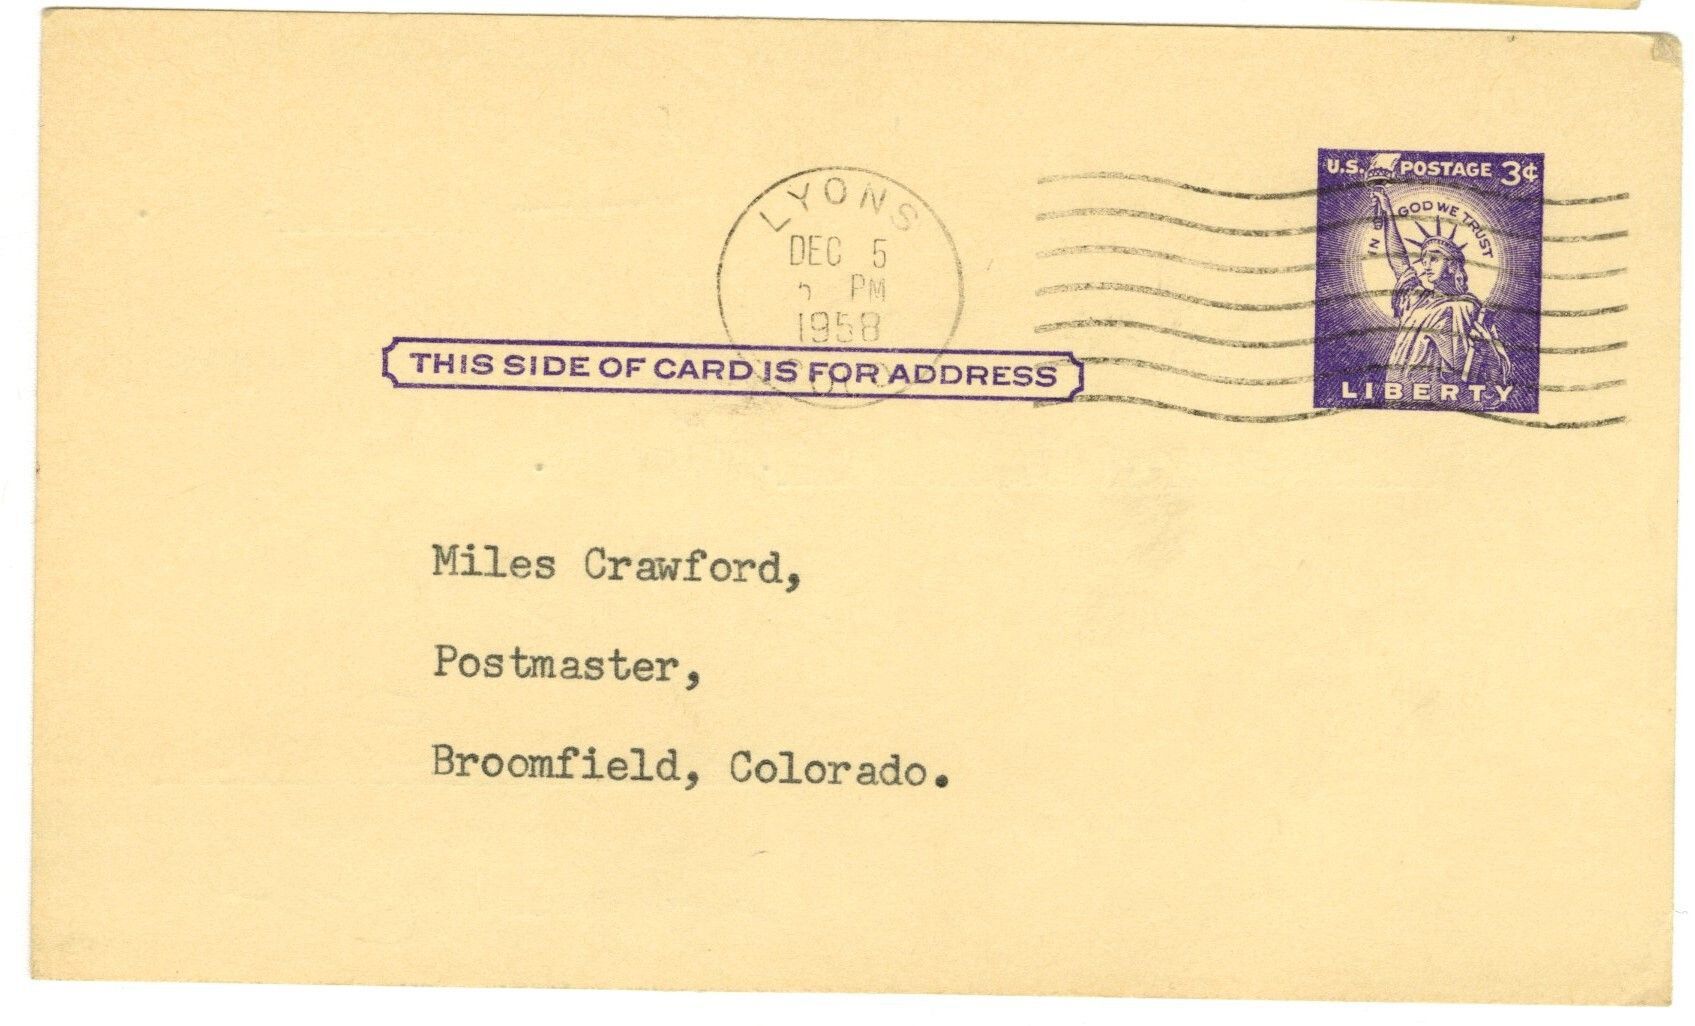 U.S. POSTAGE 3¢
IN GOD WE TRUST
LIBERTY
LYONS
DEC 5
PM
1958
THIS SIDE OF CARD IS FOR ADDRESS
Miles Crawford,
Postmaster,
Broomfield, Colorado.